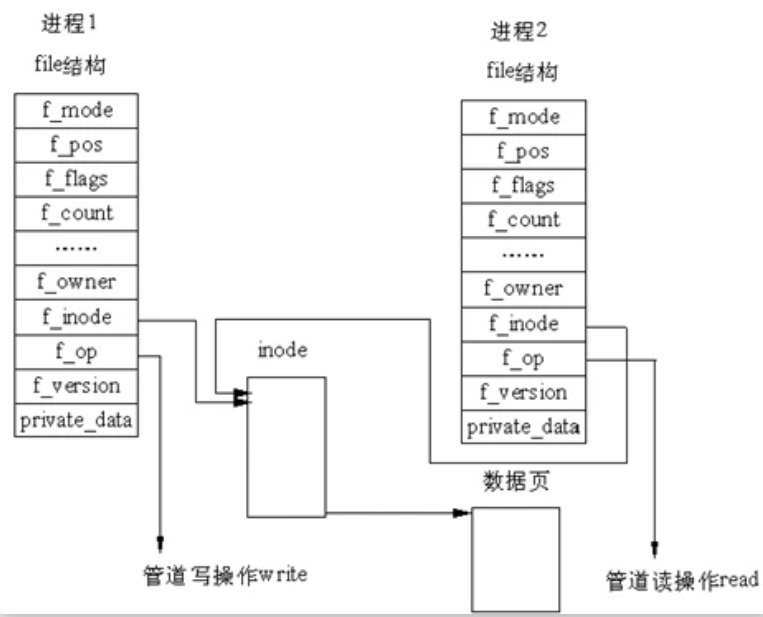 进程1
file结构
f_mode
f_pos
f_flags
f_count
……
f_owner
f_inode
f_op
f_version
private_data
进程2
file结构
f_mode
f_pos
f_flags
f_count
……
f_owner
f_inode
f_op
f_version
private_data
inode
数据页
管道写操作write
管道读操作read